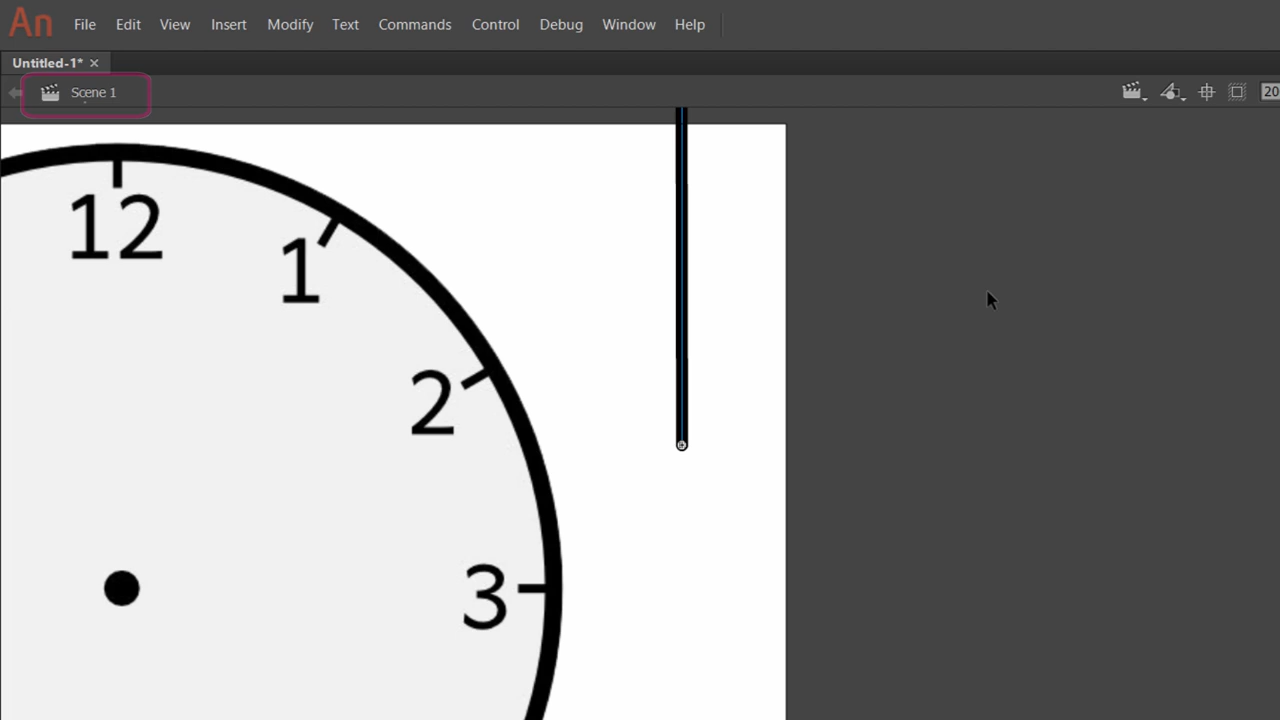 An File Edit View Insert Modify Text Commands Control Debug Window Help
Untitled-1* ×
Scene 1
20
12
1
2
3